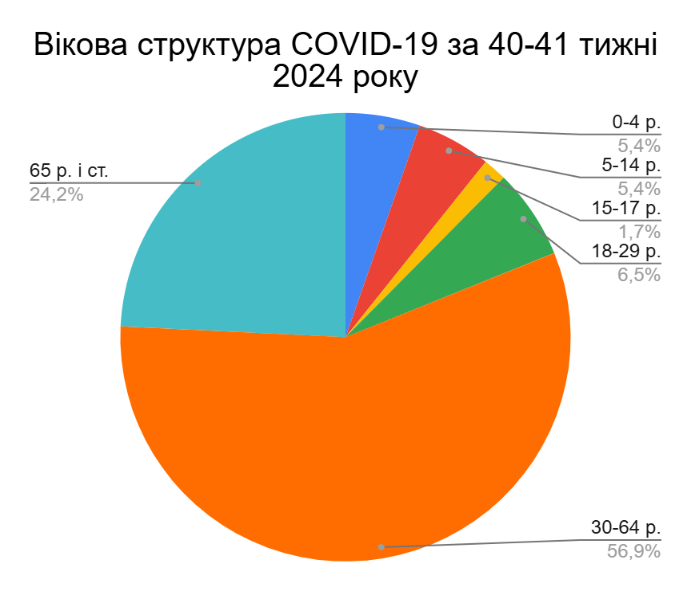 Вікова структура COVID-19 за 40-41 тижні
2024 року
0-4 р.
5,4%
5-14 р.
5,4%
15-17 р.
1,7%
18-29 р.
6,5%
65 р. і ст.
24,2%
30-64 р.
56,9%